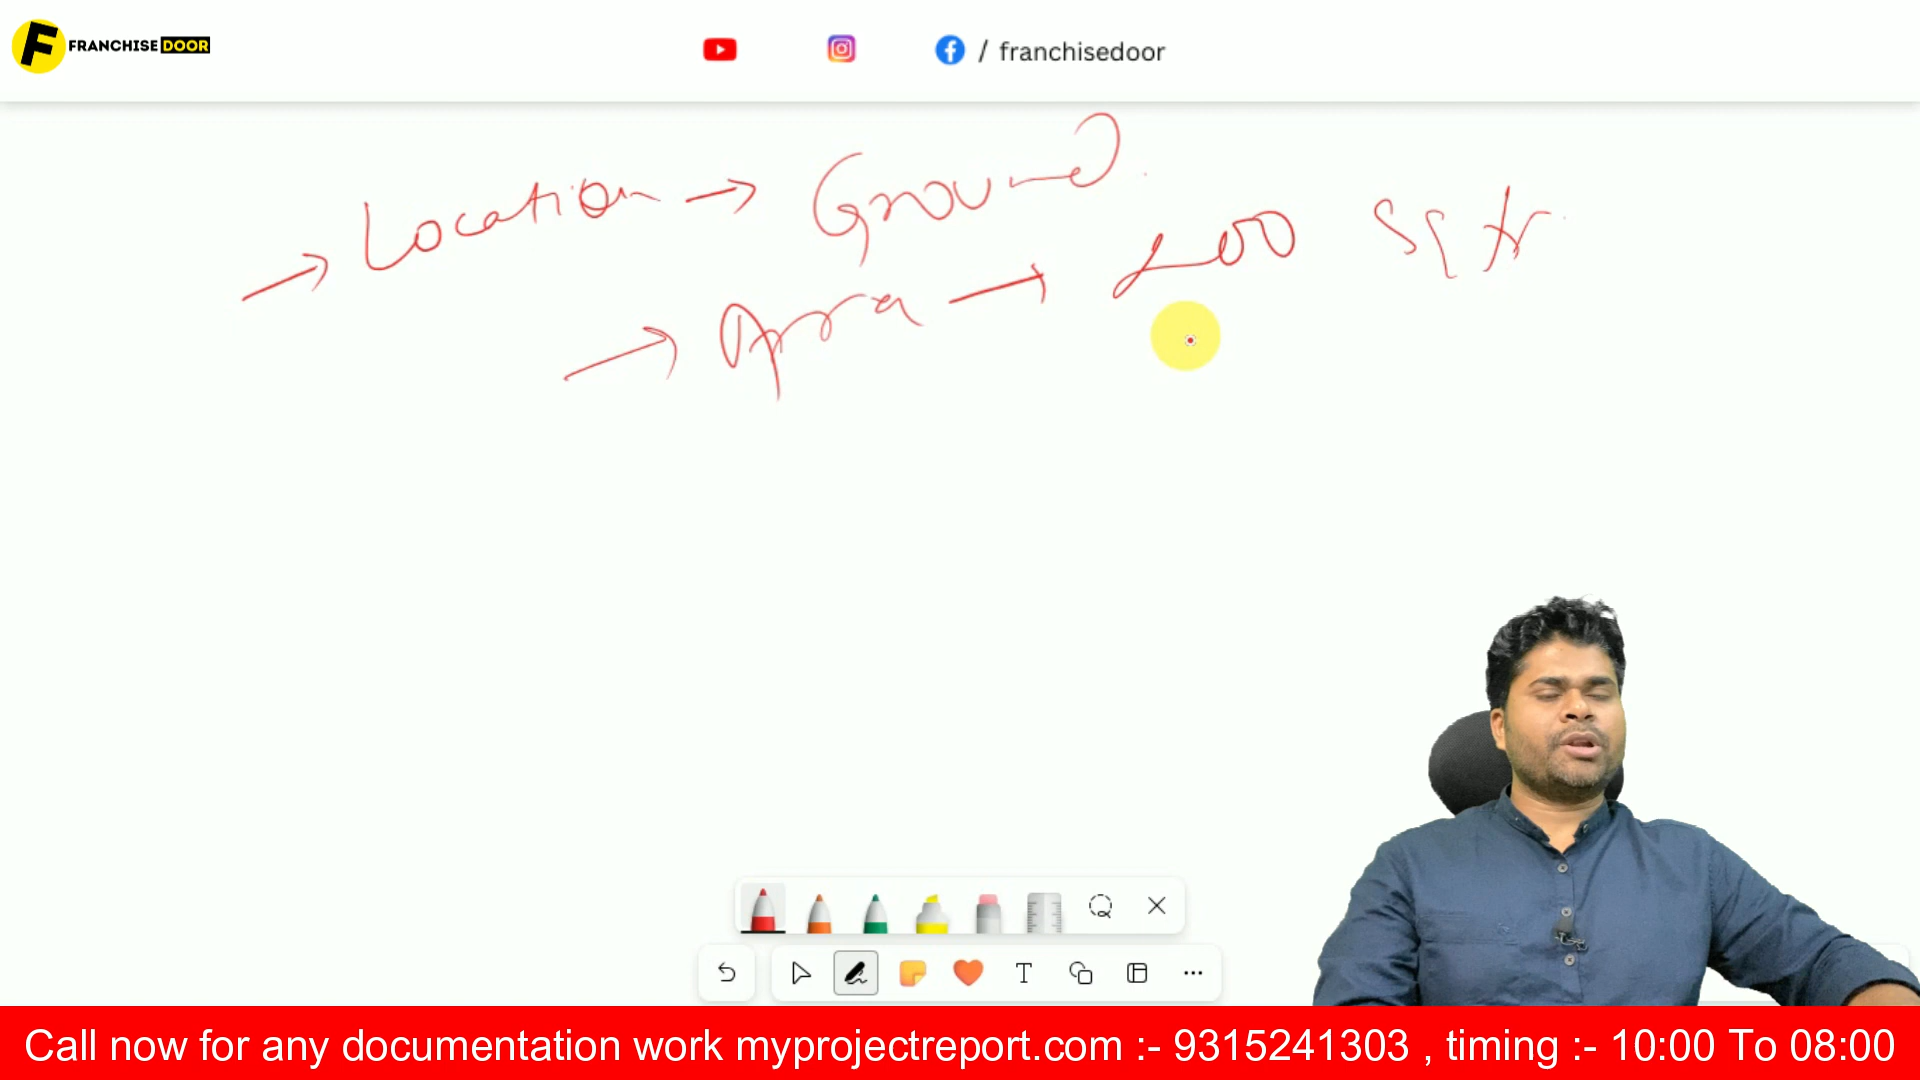 F FRANCHISE DOOR
/ franchisedoor
→ Location → Ground
→ Area → 200 sq ft
T
Call now for any documentation work myprojectreport.com :- 9315241303 , timing :- 10:00 To 08:00